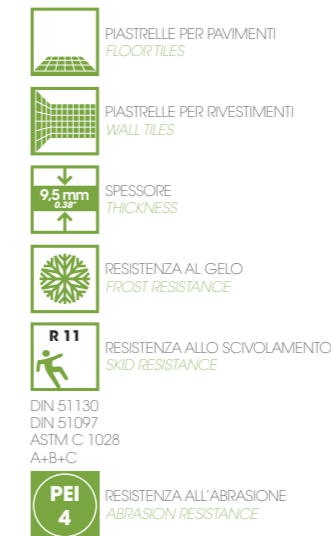 PIASTRELLE PER PAVIMENTI
FLOOR TILES
PIASTRELLE PER RIVESTIMENTI
WALL TILES
9,5 mm
0.38"
SPESSORE
THICKNESS
RESISTENZA AL GELO
FROST RESISTANCE
R 11
RESISTENZA ALLO SCIVOLAMENTO
SKID RESISTANCE
DIN 51130
DIN 51097
ASTM C 1028
A+B+C
PEI
4
RESISTENZA ALL'ABRASIONE
ABRASION RESISTANCE